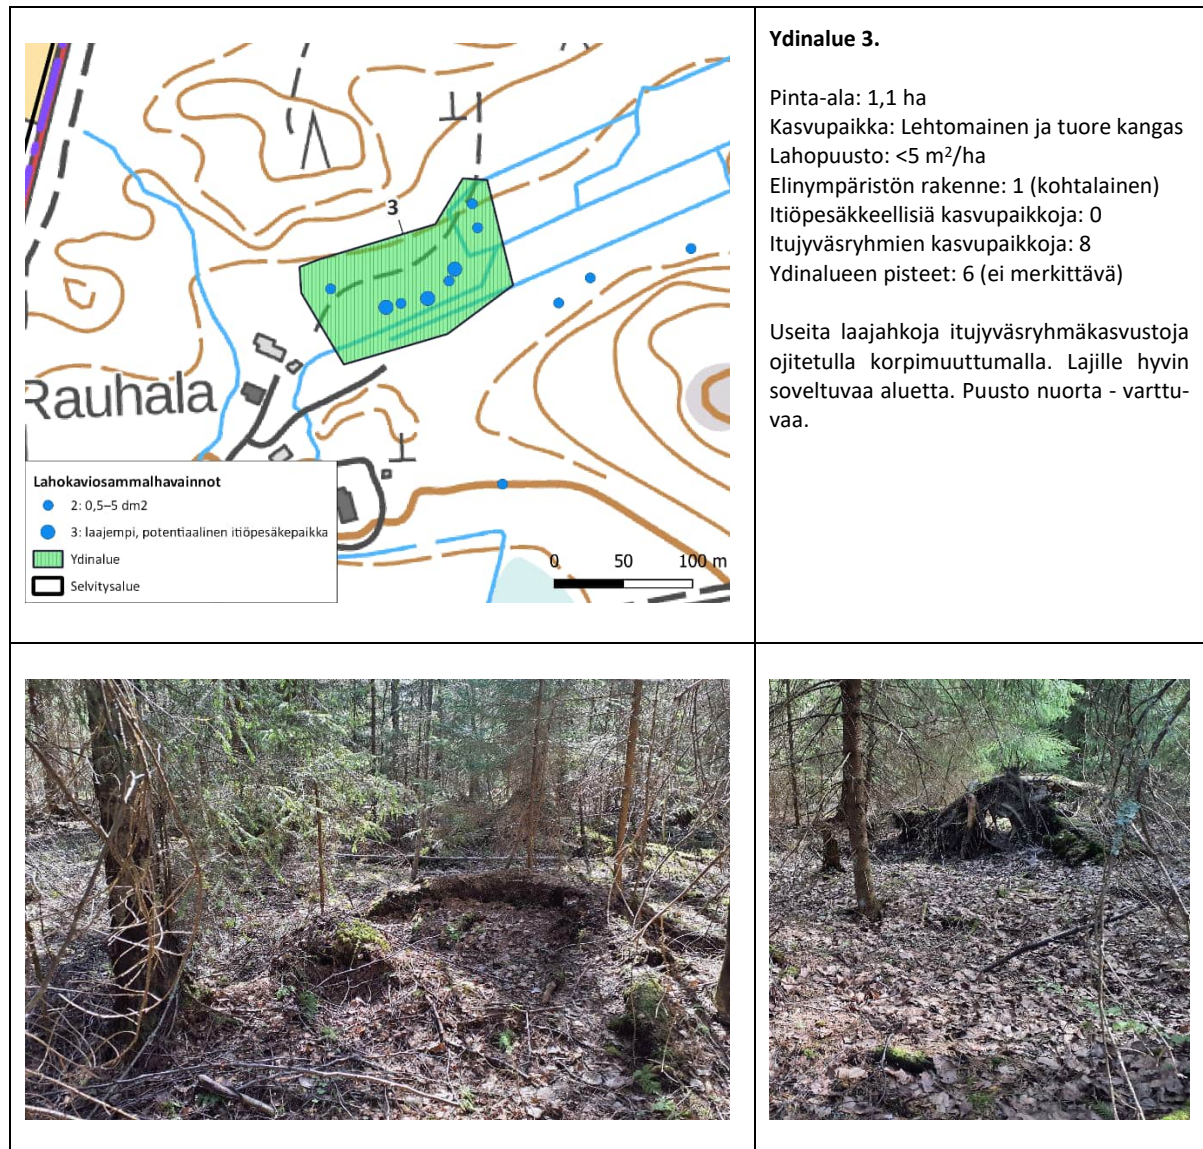 Ydinalue 3.
Pinta-ala: 1,1 ha
Kasvupaikka: Lehtomainen ja tuore kangas
Lahopuusto: <5 m²/ha
Elinympäristön rakenne: 1 (kohtalainen)
Itiöpesäkkeellisiä kasvupaikkoja: 0
Itujyväsryhmien kasvupaikkoja: 8
Ydinalueen pisteet: 6 (ei merkittävä)
Useita laajahkoja itujyväsryhmäkasvustoja
ojitetulla korpimuuttumalla. Lajille hyvin
soveltuvaa aluetta. Puusto nuorta - varttu-
vaa.
3
Rauhala
Lahokaviosammalhavainnot
2: 0,5–5 dm2
3: laajempi, potentiaalinen itiöpesäkepaikka
Ydinalue
Selvitysalue
0 50 100 m